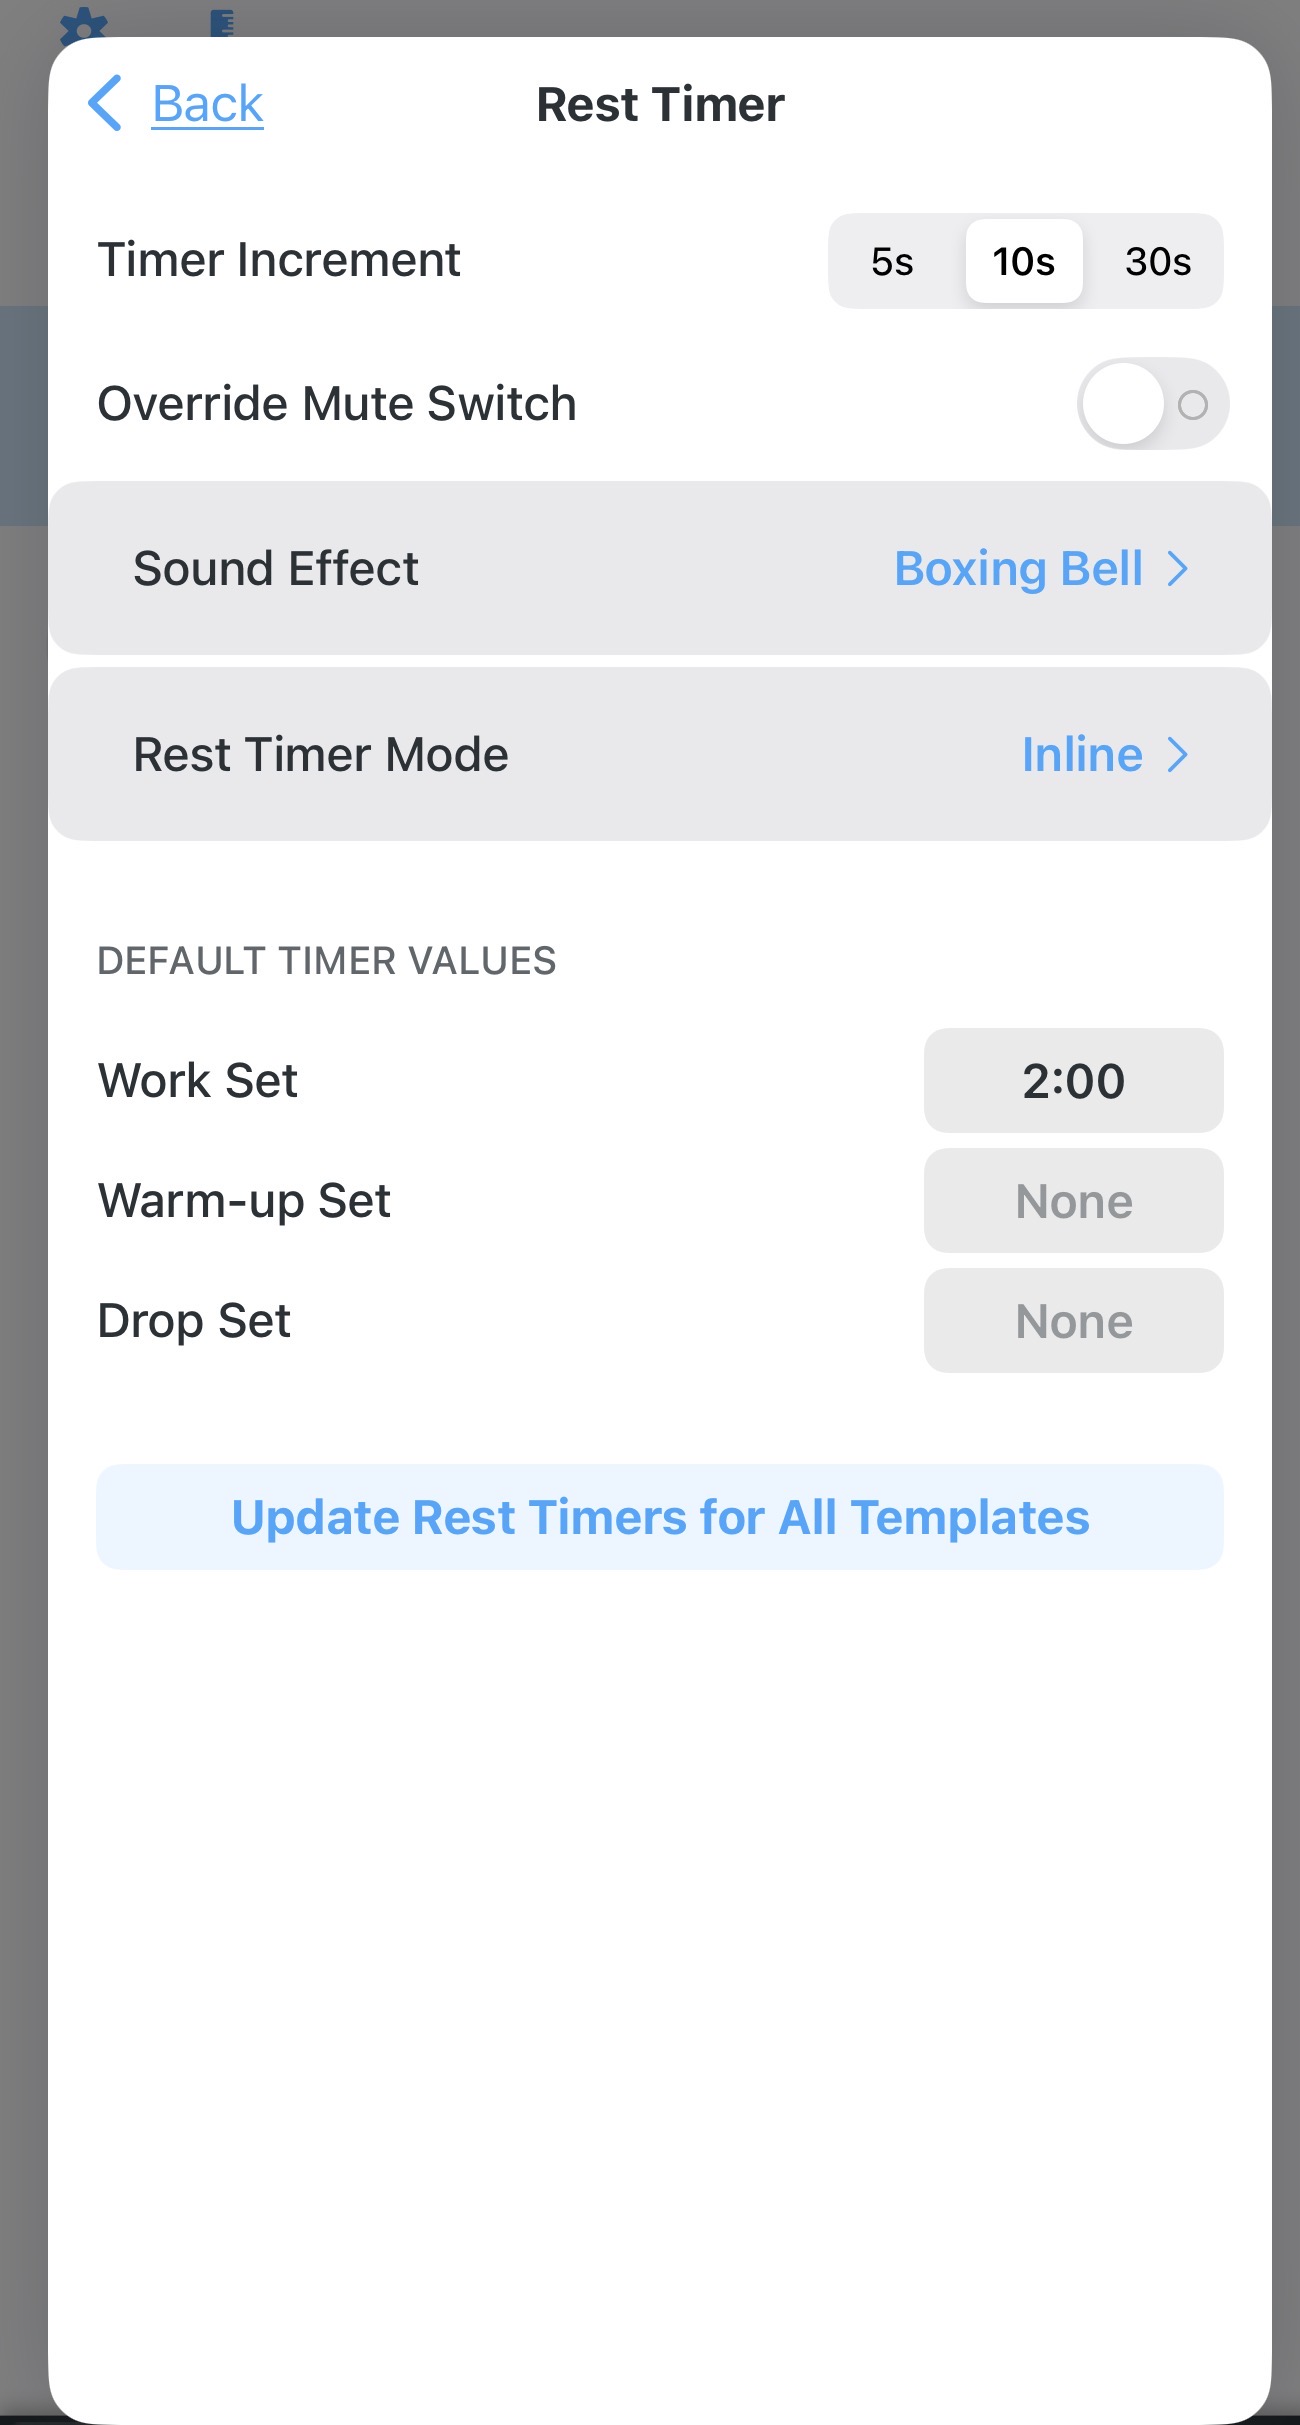 Back
Rest Timer
Timer Increment
5s 10s 30s
Override Mute Switch
Sound Effect
Boxing Bell
Rest Timer Mode
Inline
DEFAULT TIMER VALUES
Work Set
2:00
Warm-up Set
None
Drop Set
None
Update Rest Timers for All Templates